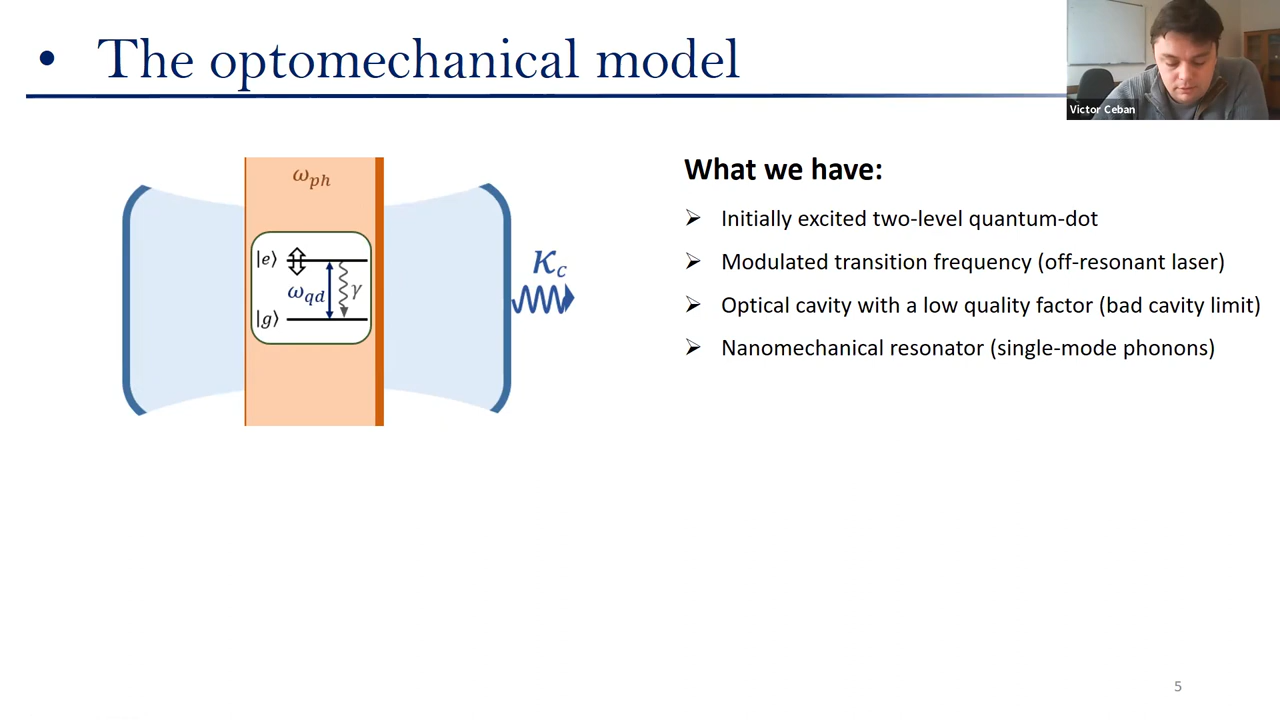 • The optomechanical model
Victor Ceban
ω_ph
|e⟩
ω_qd
γ
|g⟩
κ_c
What we have:
➢ Initially excited two-level quantum-dot
➢ Modulated transition frequency (off-resonant laser)
➢ Optical cavity with a low quality factor (bad cavity limit)
➢ Nanomechanical resonator (single-mode phonons)
5